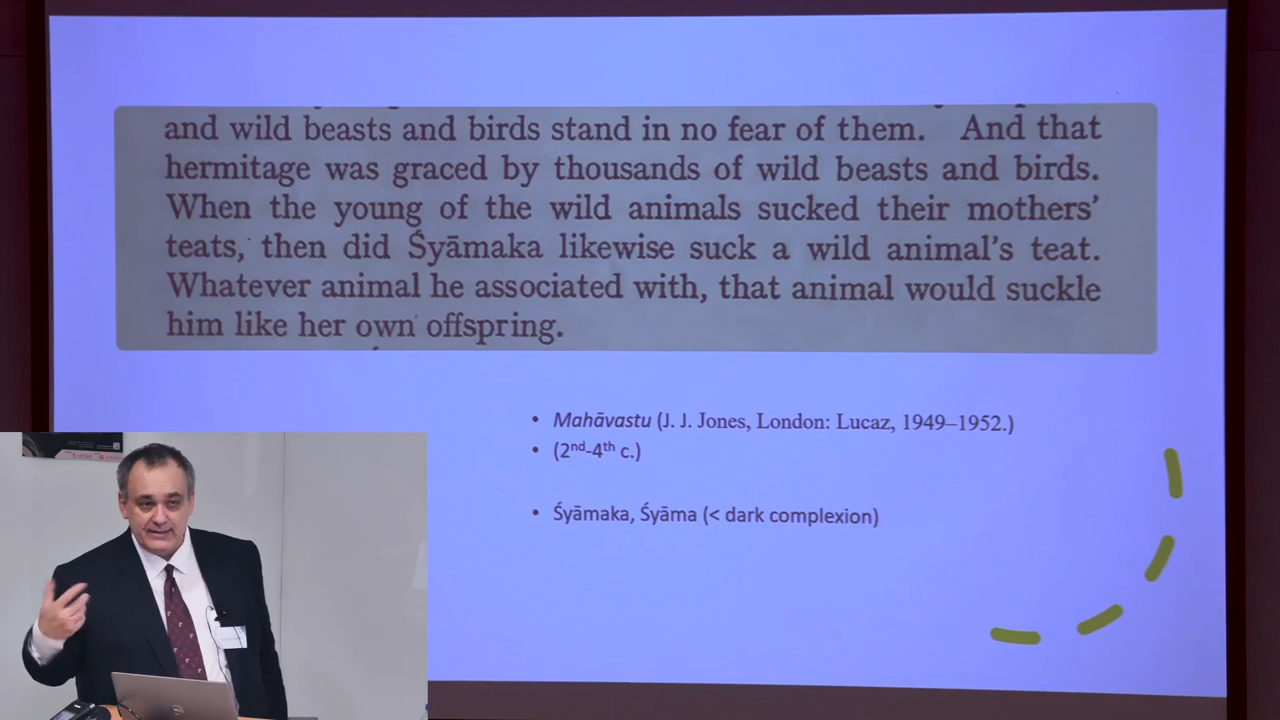 and wild beasts and birds stand in no fear of them. And that
hermitage was graced by thousands of wild beasts and birds.
When the young of the wild animals sucked their mothers’
teats, then did Śyāmaka likewise suck a wild animal’s teat.
Whatever animal he associated with, that animal would suckle
him like her own offspring.
• Mahāvastu (J. J. Jones, London: Lucaz, 1949–1952.)
• (2nd-4th c.)
• Śyāmaka, Śyāma (< dark complexion)